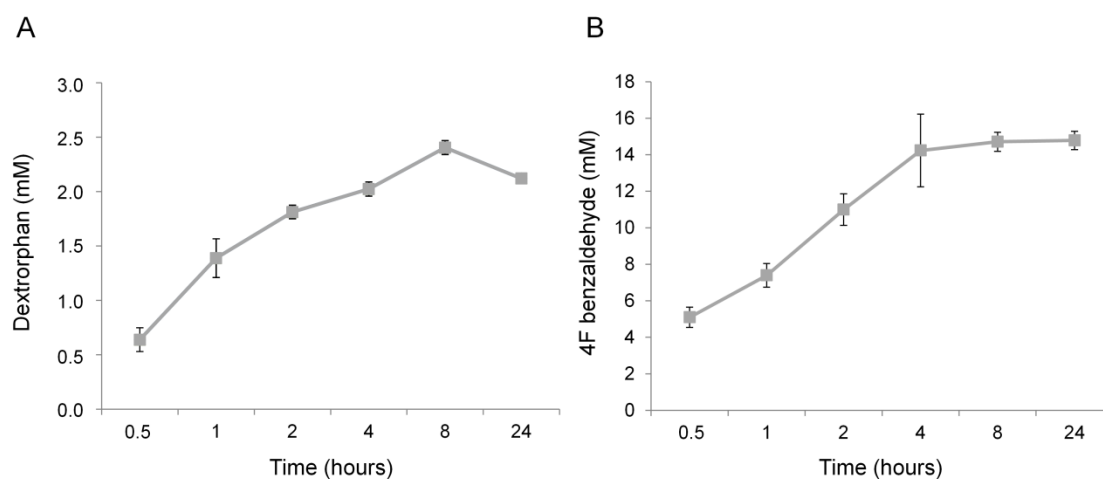 A
Dextrorphan (mM)
3.0
2.5
2.0
1.5
1.0
0.5
0.0
0.5 1 2 4 8 24
Time (hours)
B
4F benzaldehyde (mM)
18
16
14
12
10
8
6
4
2
0
0.5 1 2 4 8 24
Time (hours)